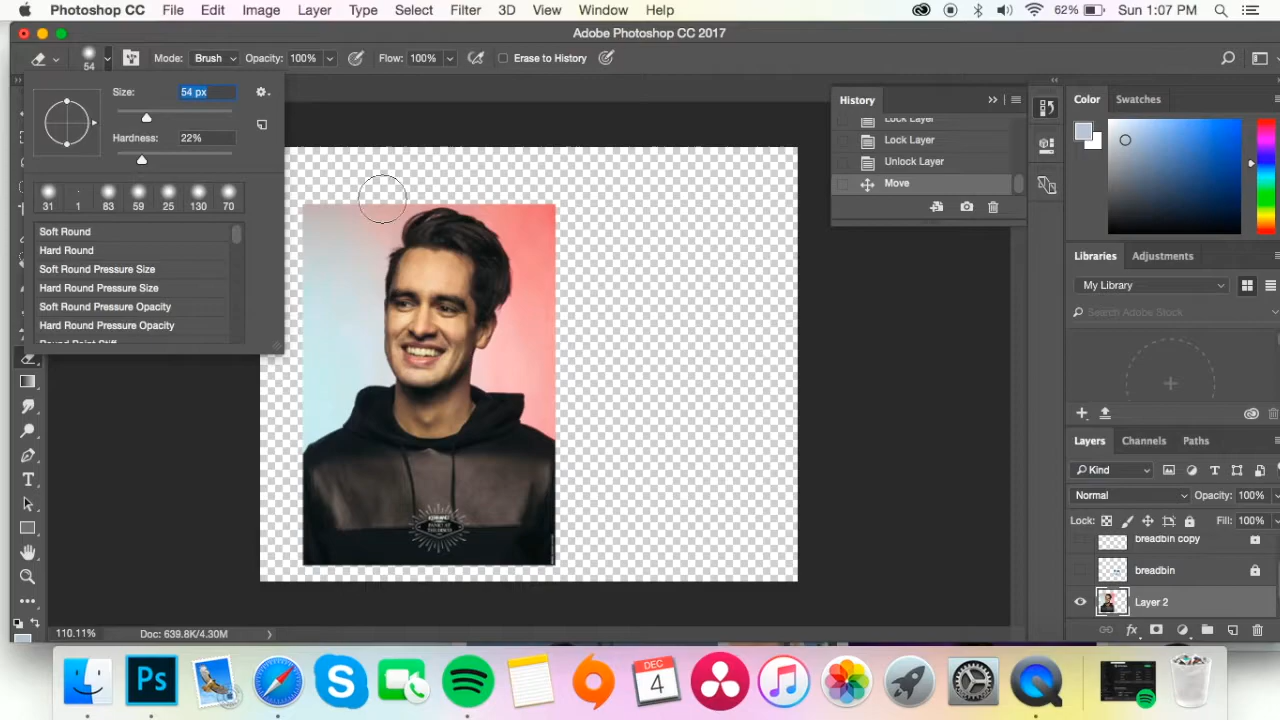 Photoshop CC File Edit Image Layer Type Select Filter 3D View Window Help 62% Sun 1:07 PM
Adobe Photoshop CC 2017
54 Mode: Brush Opacity: 100% Flow: 100% Erase to History
Size: 54 px
Hardness: 22%
31 1 83 59 25 130 70
Soft Round
Hard Round
Soft Round Pressure Size
Hard Round Pressure Size
Soft Round Pressure Opacity
Hard Round Pressure Opacity
Round Point Stiff
History
Lock Layer
Lock Layer
Unlock Layer
Move
Color Swatches
Libraries Adjustments
My Library
Search Adobe Stock
Layers Channels Paths
Kind
Normal Opacity: 100%
Lock: Fill: 100%
breadbin copy
breadbin
Layer 2
110.11% Doc: 639.8K/4.30M
Ps
DEC
4